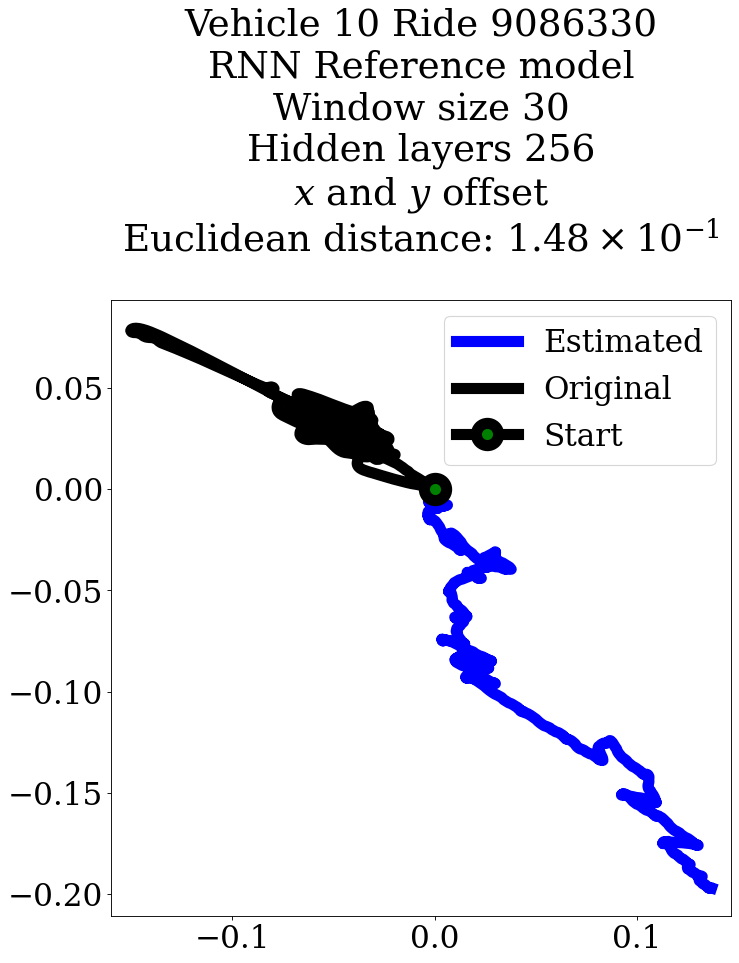 Vehicle 10 Ride 9086330
RNN Reference model
Window size 30
Hidden layers 256
x and y offset
Euclidean distance: 1.48 × 10⁻¹
Estimated
Original
Start
0.05
0.00
−0.05
−0.10
−0.15
−0.20
−0.1
0.0
0.1